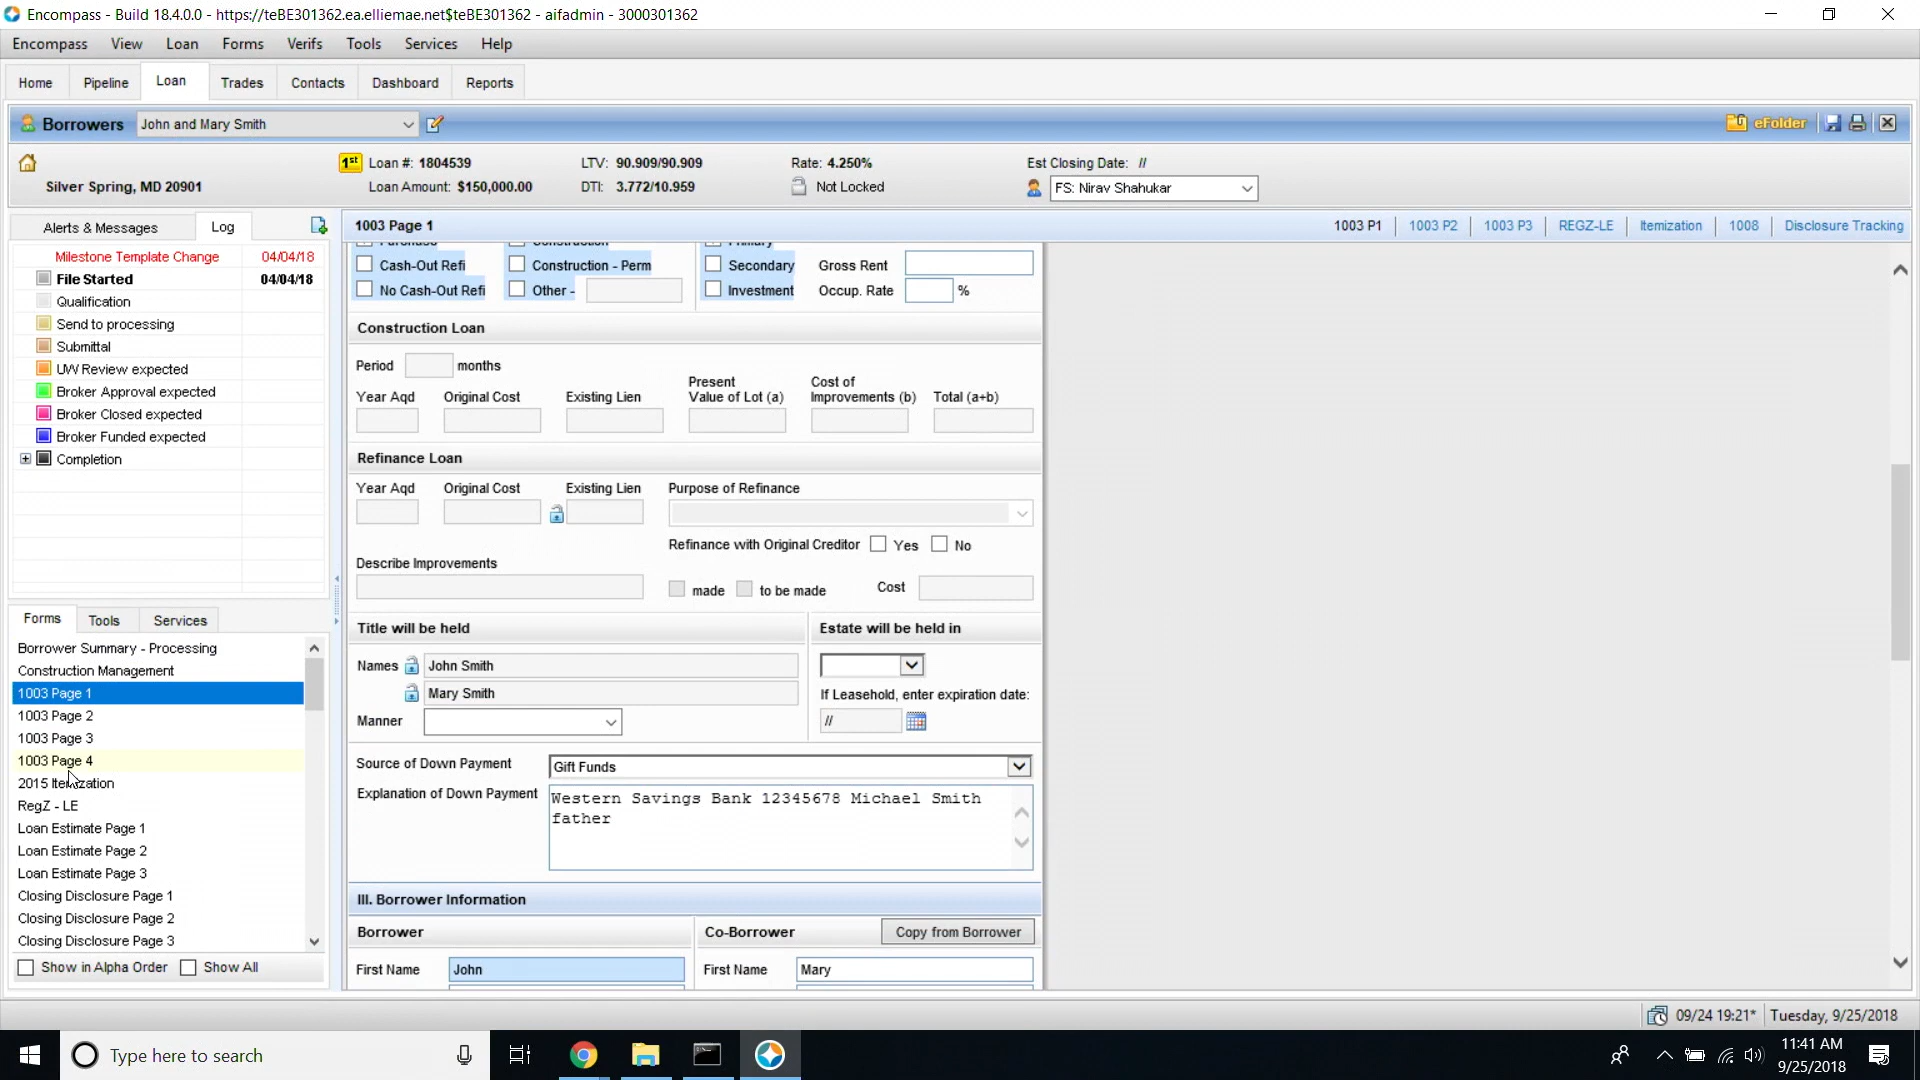 Encompass - Build 18.4.0.0 - https://teBE301362.ea.elliemae.net$teBE301362 - aifadmin - 3000301362
Encompass View Loan Forms Verifs Tools Services Help
Home Pipeline Loan Trades Contacts Dashboard Reports
Borrowers John and Mary Smith eFolder
1st Loan #: 1804539 LTV: 90.909/90.909 Rate: 4.250% Est Closing Date: //
Silver Spring, MD 20901 Loan Amount: $150,000.00 DTI: 3.772/10.959 Not Locked FS: Nirav Shahukar
Alerts & Messages Log
Milestone Template Change 04/04/18
File Started 04/04/18
Qualification
Send to processing
Submittal
UW Review expected
Broker Approval expected
Broker Closed expected
Broker Funded expected
Completion
Forms Tools Services
Borrower Summary - Processing
Construction Management
1003 Page 1
1003 Page 2
1003 Page 3
1003 Page 4
2015 Itemization
RegZ - LE
Loan Estimate Page 1
Loan Estimate Page 2
Loan Estimate Page 3
Closing Disclosure Page 1
Closing Disclosure Page 2
Closing Disclosure Page 3
Show in Alpha Order Show All
1003 Page 1 1003 P1 1003 P2 1003 P3 REGZ-LE Itemization 1008 Disclosure Tracking
Purchase Construction Primary
Cash-Out Refi Construction - Perm Secondary Gross Rent
No Cash-Out Refi Other - Investment Occup. Rate %
Construction Loan
Period months
Year Aqd Original Cost Existing Lien Present Value of Lot (a) Cost of Improvements (b) Total (a+b)
Refinance Loan
Year Aqd Original Cost Existing Lien Purpose of Refinance
Refinance with Original Creditor Yes No
Describe Improvements made to be made Cost
Title will be held Estate will be held in
Names John Smith
Mary Smith If Leasehold, enter expiration date:
Manner //
Source of Down Payment Gift Funds
Explanation of Down Payment Western Savings Bank 12345678 Michael Smith
father
III. Borrower Information
Borrower Co-Borrower Copy from Borrower
First Name John First Name Mary
09/24 19:21* Tuesday, 9/25/2018
Type here to search
11:41 AM
9/25/2018